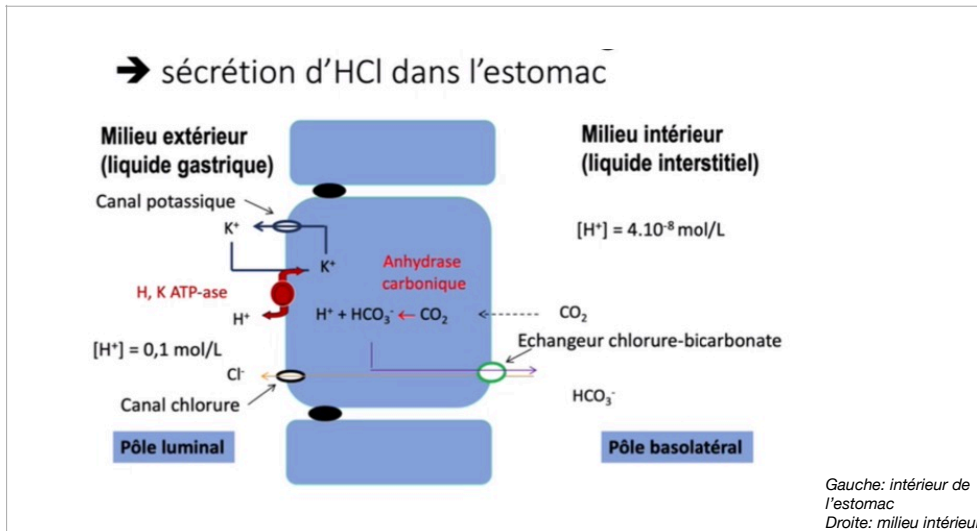 ➔ sécrétion d'HCl dans l'estomac
Milieu extérieur
(liquide gastrique)
Milieu intérieur
(liquide interstitiel)
Canal potassique
K⁺
K⁺
[H⁺] = 4.10⁻⁸ mol/L
Anhydrase
carbonique
H, K ATP-ase
H⁺
H⁺ + HCO₃⁻ ← CO₂
CO₂
Echangeur chlorure-bicarbonate
[H⁺] = 0,1 mol/L
Cl⁻
HCO₃⁻
Canal chlorure
Pôle luminal
Pôle basolatéral
Gauche: intérieur de
l'estomac
Droite: milieu intérieur